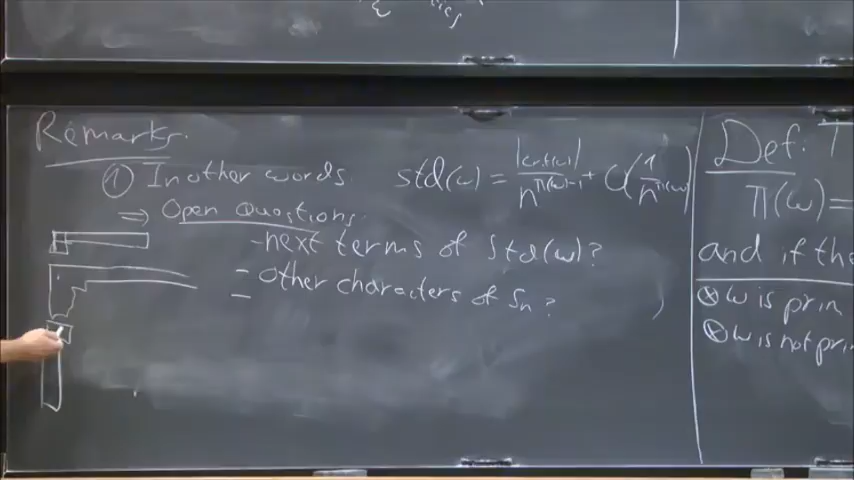 Remarks.
① In other words std(w) = |crit(w)| / n^{π(w)-1} + O(1 / n^{π(w)})
⇒ Open Questions:
- next terms of std(w)?
- other characters of Sn?
-
Def.
π(w) =
and if the
⊗ w is prim
⊗ w is not prim